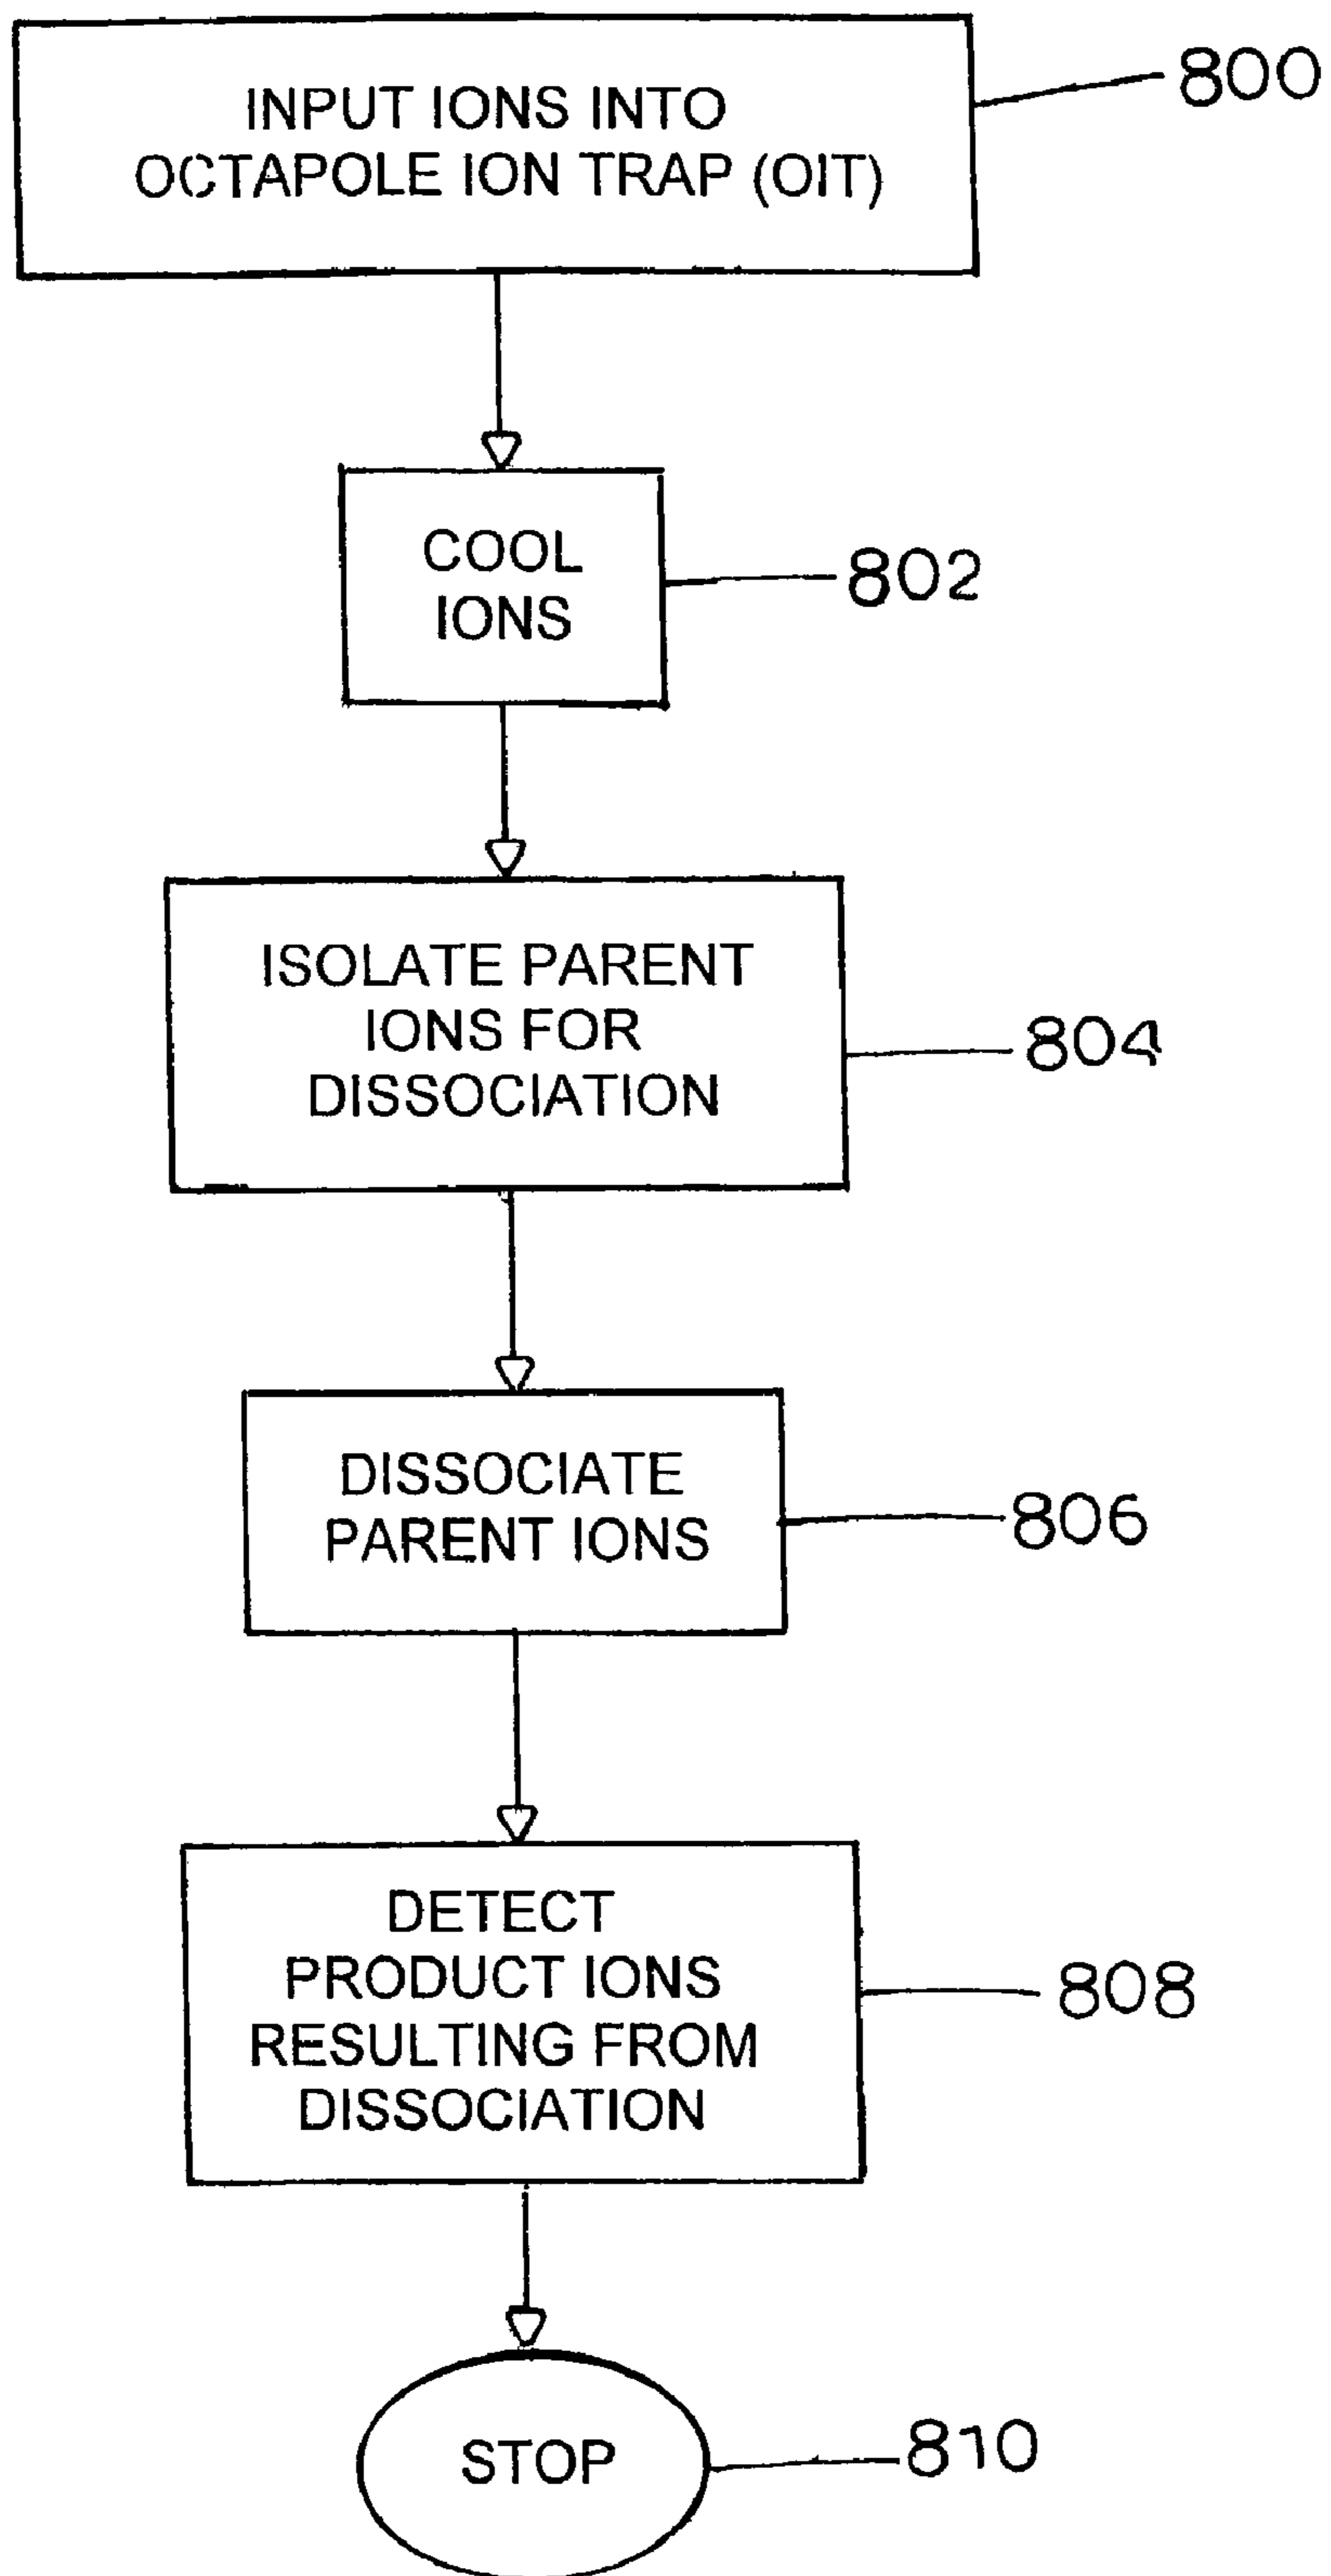 INPUT IONS INTO
OCTAPOLE ION TRAP (OIT)
800
COOL
IONS
802
ISOLATE PARENT
IONS FOR
DISSOCIATION
804
DISSOCIATE
PARENT IONS
806
DETECT
PRODUCT IONS
RESULTING FROM
DISSOCIATION
808
STOP
810